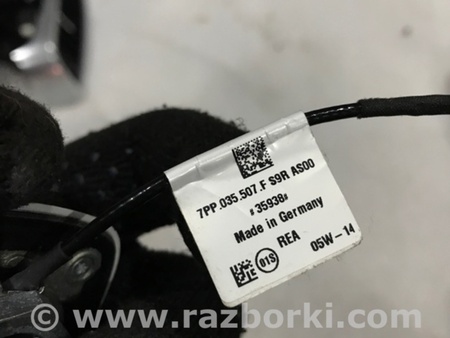 7PP.035.507.F S9R AS00
#35938#
Made in Germany
REA
05W-14
E
01S
© www.razborki.com